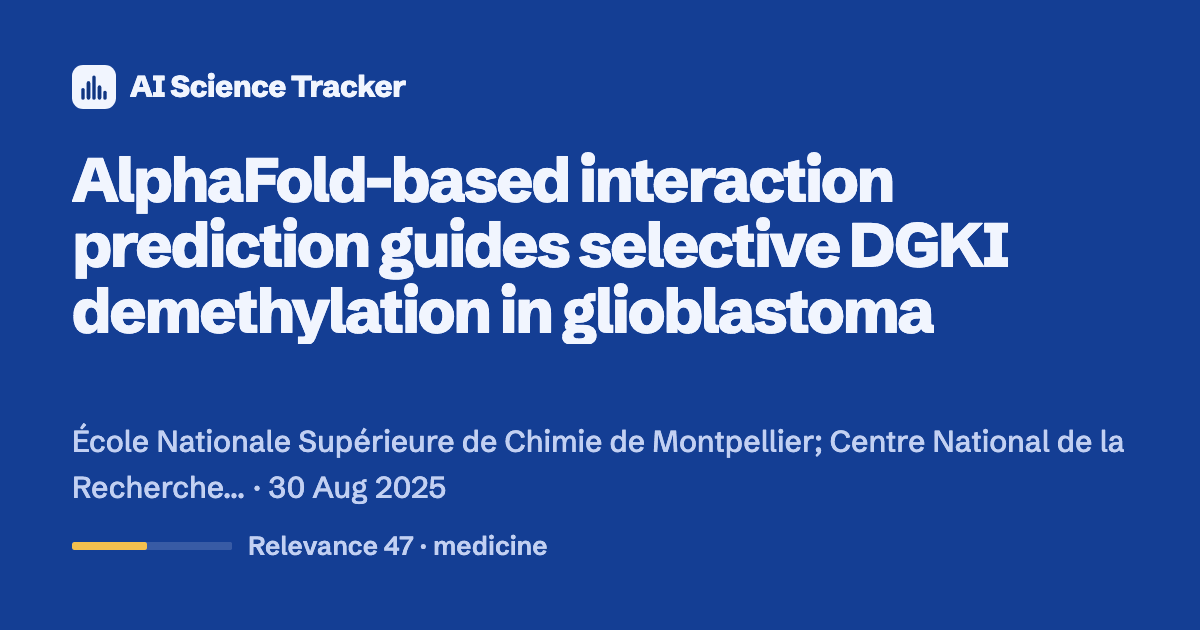 AI Science Tracker
AlphaFold-based interaction
prediction guides selective DGKI
demethylation in glioblastoma
École Nationale Supérieure de Chimie de Montpellier; Centre National de la
Recherche... · 30 Aug 2025
Relevance 47 · medicine